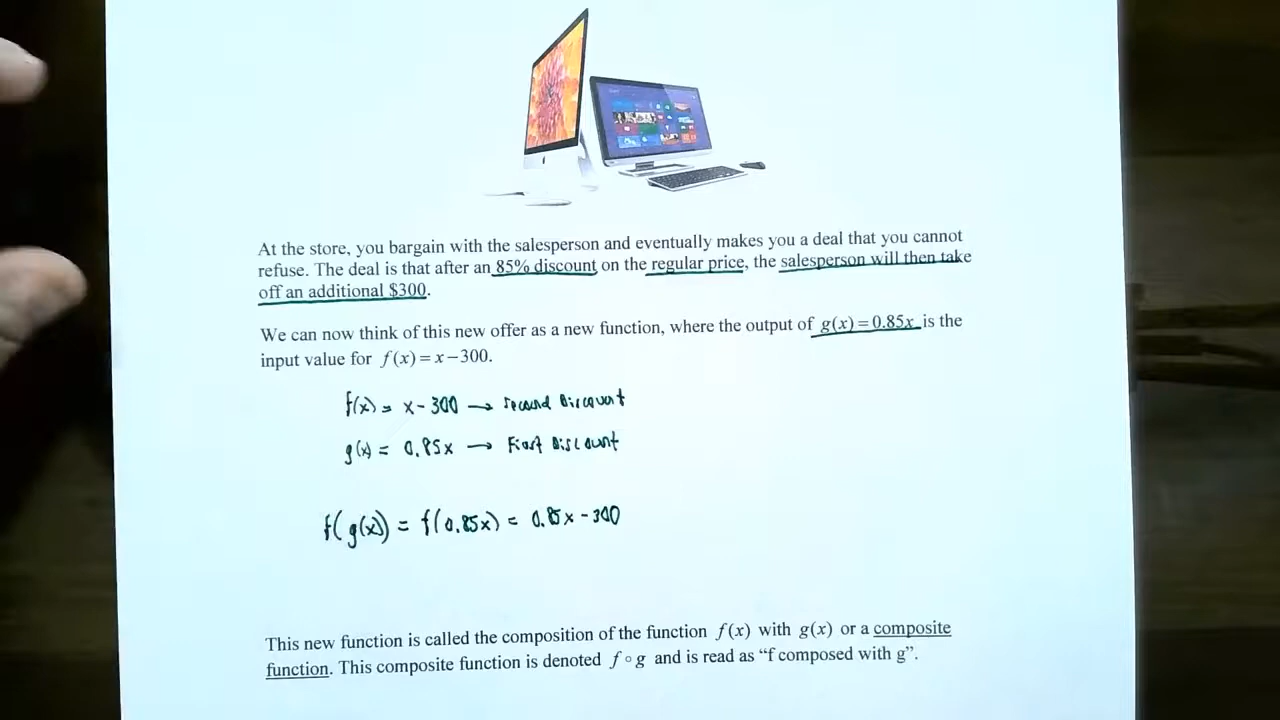 At the store, you bargain with the salesperson and eventually makes you a deal that you cannot
refuse. The deal is that after an 85% discount on the regular price, the salesperson will then take
off an additional $300.
We can now think of this new offer as a new function, where the output of g(x)=0.85x is the
input value for f(x)=x−300.
f(x) = x - 300 → Second Discount
g(x) = 0.85x → First Discount
f(g(x)) = f(0.85x) = 0.85x - 300
This new function is called the composition of the function f(x) with g(x) or a composite
function. This composite function is denoted f∘g and is read as “f composed with g”.